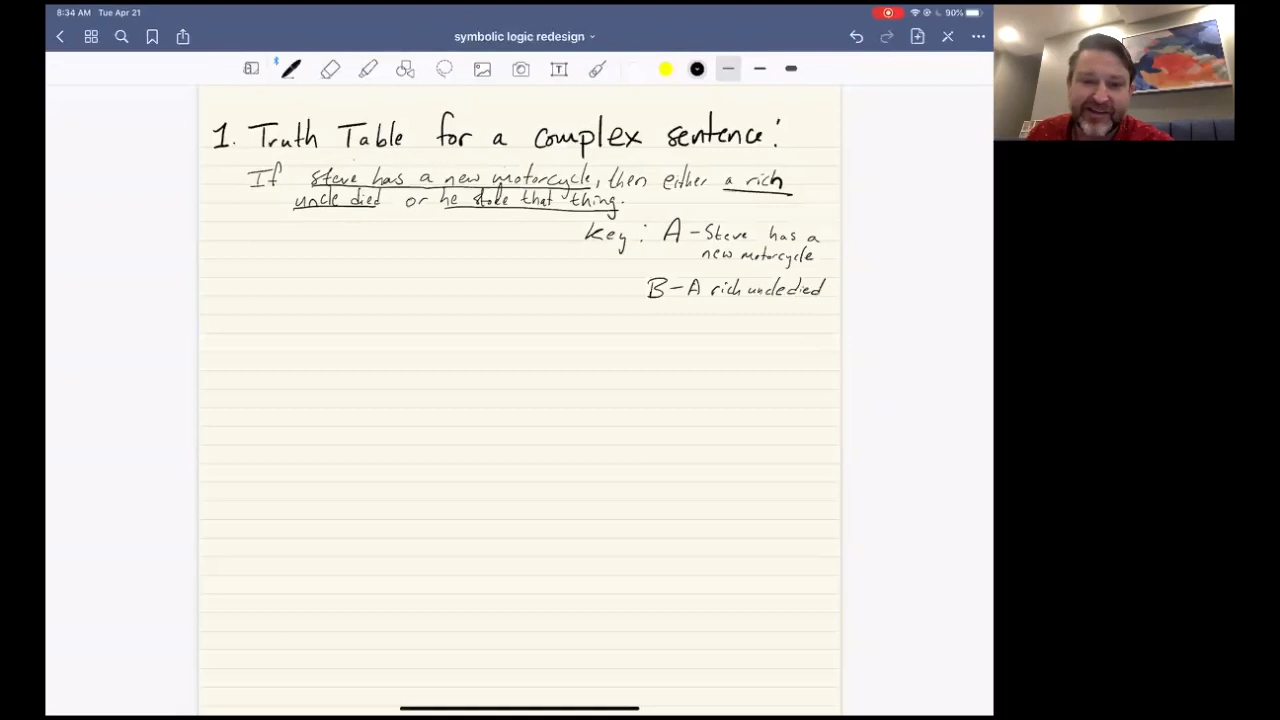 8:34 AM Tue Apr 21
90%
symbolic logic redesign
1. Truth Table for a complex sentence:
If Steve has a new motorcycle, then either a rich
uncle died or he stole that thing.
Key: A - Steve has a
new motorcycle
B - A rich uncle died